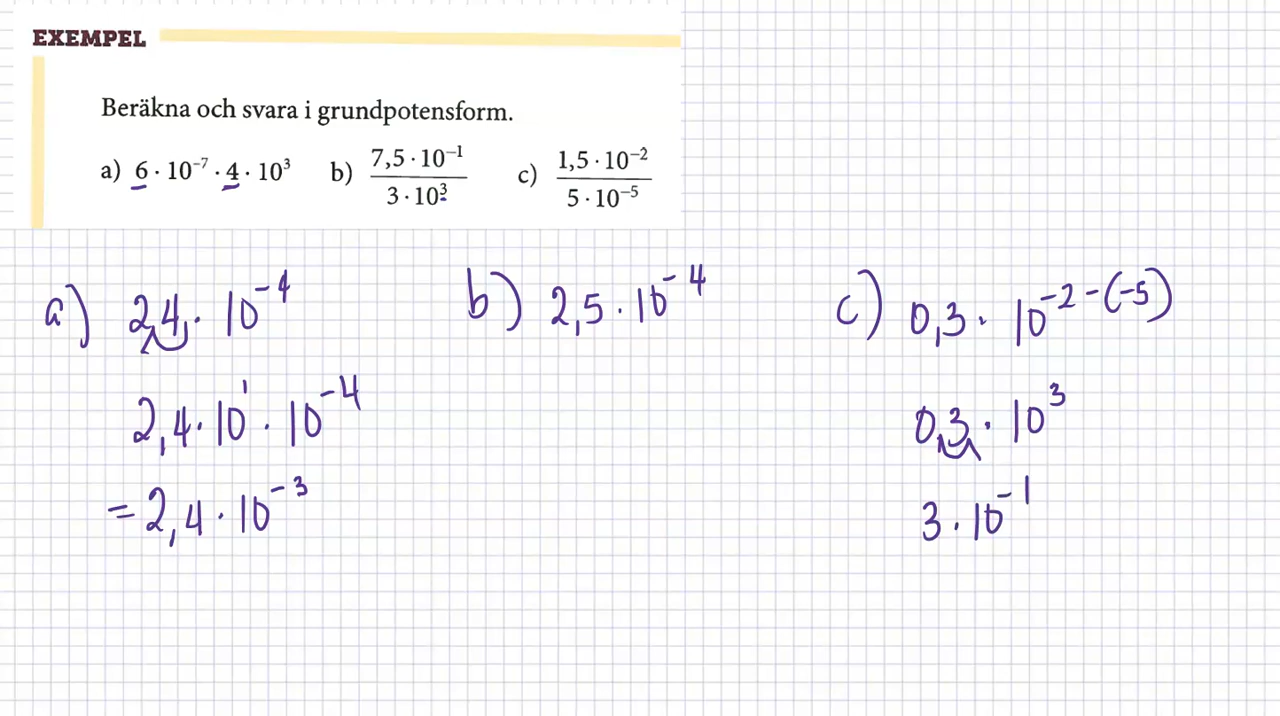 EXEMPEL
Beräkna och svara i grundpotensform.
a) 6 · 10⁻⁷ · 4 · 10³ b) 7,5 · 10⁻¹ / 3 · 10³ c) 1,5 · 10⁻² / 5 · 10⁻⁵
a) 24 · 10⁻⁴
2,4 · 10¹ · 10⁻⁴
= 2,4 · 10⁻³
b) 2,5 · 10⁻⁴
c) 0,3 · 10⁻²⁻⁽⁻⁵⁾
0,3 · 10³
3 · 10⁻¹